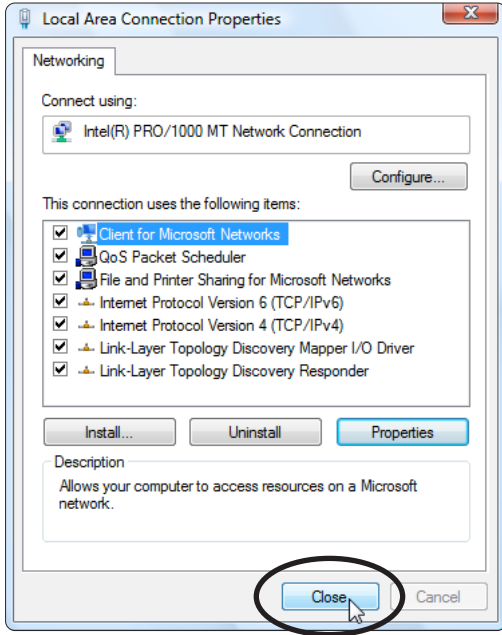 Local Area Connection Properties
Networking
Connect using:
Intel(R) PRO/1000 MT Network Connection
Configure...
This connection uses the following items:
Client for Microsoft Networks
QoS Packet Scheduler
File and Printer Sharing for Microsoft Networks
Internet Protocol Version 6 (TCP/IPv6)
Internet Protocol Version 4 (TCP/IPv4)
Link-Layer Topology Discovery Mapper I/O Driver
Link-Layer Topology Discovery Responder
Install... Uninstall Properties
Description
Allows your computer to access resources on a Microsoft
network.
Close Cancel